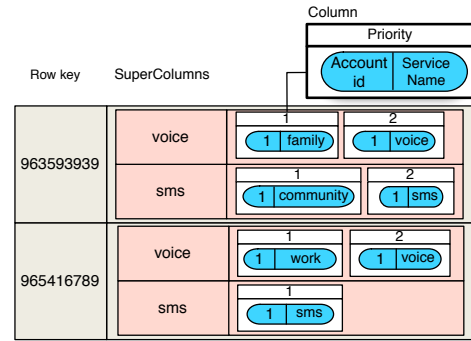 Column
Priority
Account id Service Name
Row key SuperColumns
963593939
voice
1 2
1 family 1 voice
sms
1 2
1 community 1 sms
965416789
voice
1 2
1 work 1 voice
sms
1
1 sms